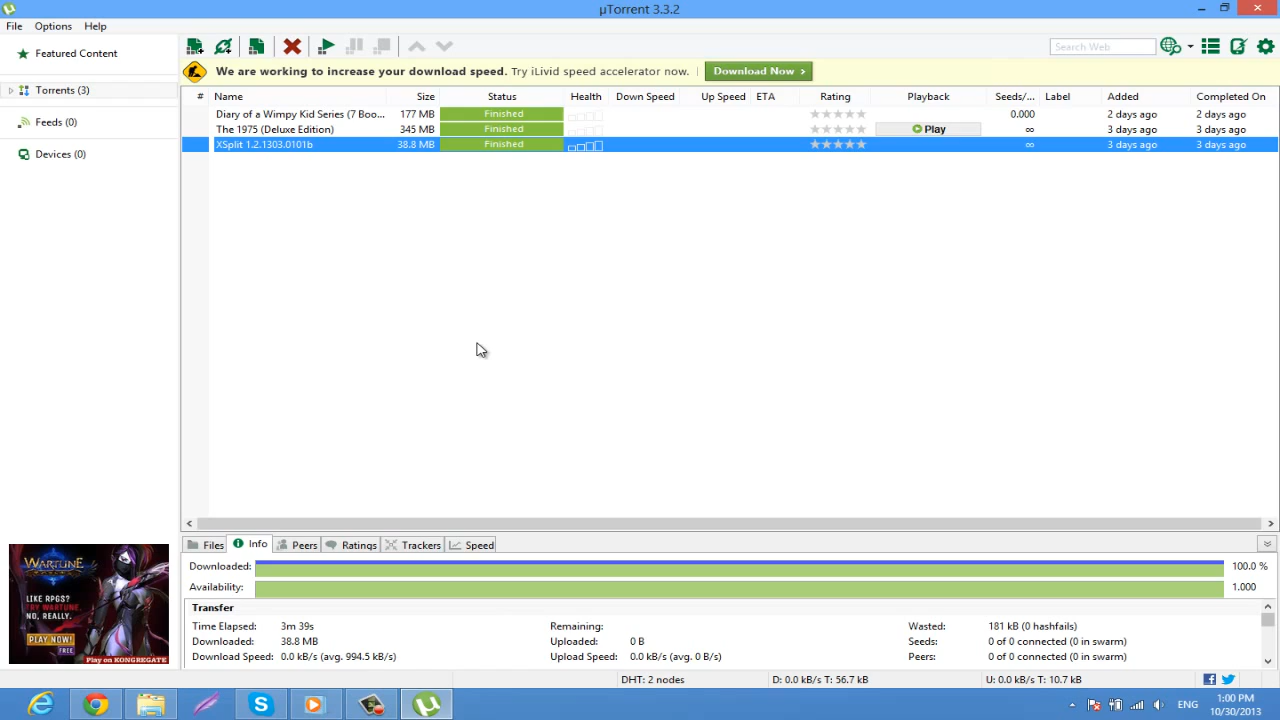 µTorrent 3.3.2
File Options Help
Featured Content
Torrents (3)
Feeds (0)
Devices (0)
Search Web
We are working to increase your download speed. Try iLivid speed accelerator now. Download Now >
# Name Size Status Health Down Speed Up Speed ETA Rating Playback Seeds/... Label Added Completed On
Diary of a Wimpy Kid Series (7 Boo... 177 MB Finished 0.000 2 days ago 2 days ago
The 1975 (Deluxe Edition) 345 MB Finished Play ∞ 3 days ago 3 days ago
XSplit 1.2.1303.0101b 38.8 MB Finished ∞ 3 days ago 3 days ago
Files Info Peers Ratings Trackers Speed
Downloaded: 100.0 %
Availability: 1.000
Transfer
Time Elapsed: 3m 39s Remaining: Wasted: 181 kB (0 hashfails)
Downloaded: 38.8 MB Uploaded: 0 B Seeds: 0 of 0 connected (0 in swarm)
Download Speed: 0.0 kB/s (avg. 994.5 kB/s) Upload Speed: 0.0 kB/s (avg. 0 B/s) Peers: 0 of 0 connected (0 in swarm)
WARTUNE
LIKE RPGS?
TRY WARTUNE.
NO, REALLY.
PLAY NOW!
FREE
Play on KONGREGATE
DHT: 2 nodes D: 0.0 kB/s T: 56.7 kB U: 0.0 kB/s T: 10.7 kB
ENG
1:00 PM
10/30/2013